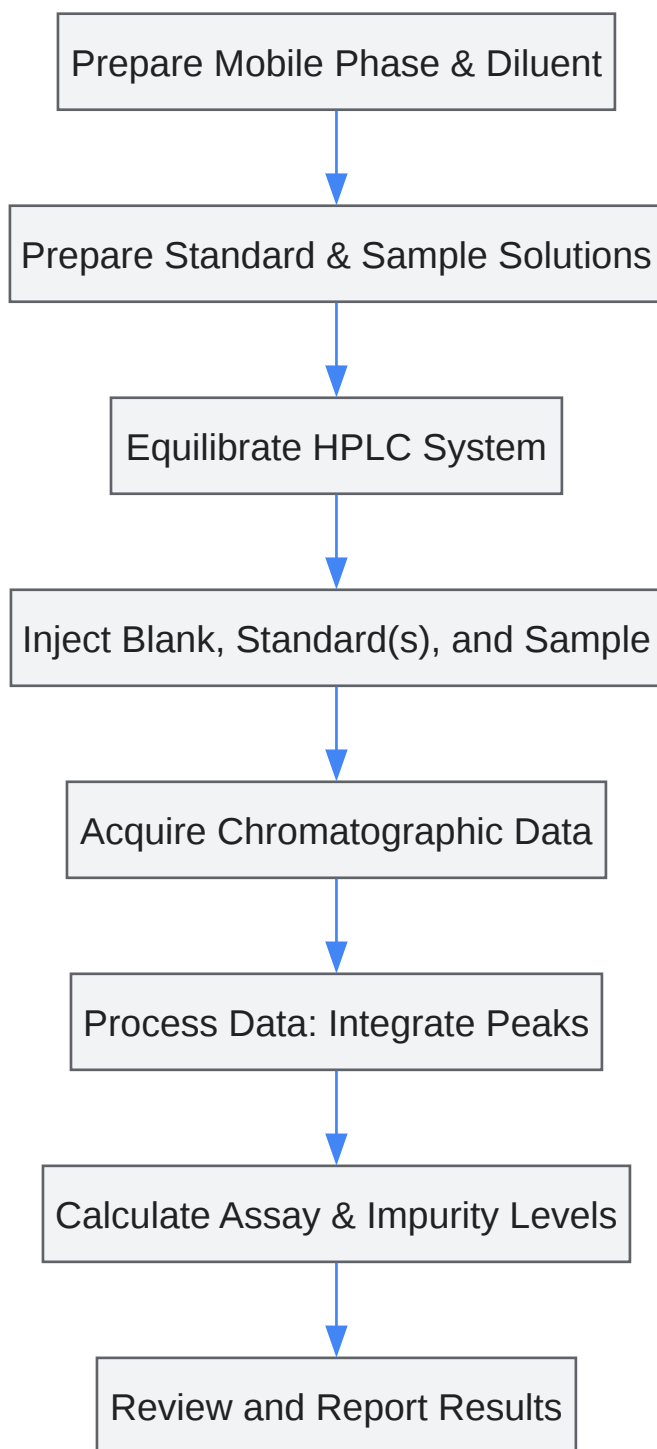 Prepare Mobile Phase & Diluent
Prepare Standard & Sample Solutions
Equilibrate HPLC System
Inject Blank, Standard(s), and Sample
Acquire Chromatographic Data
Process Data: Integrate Peaks
Calculate Assay & Impurity Levels
Review and Report Results